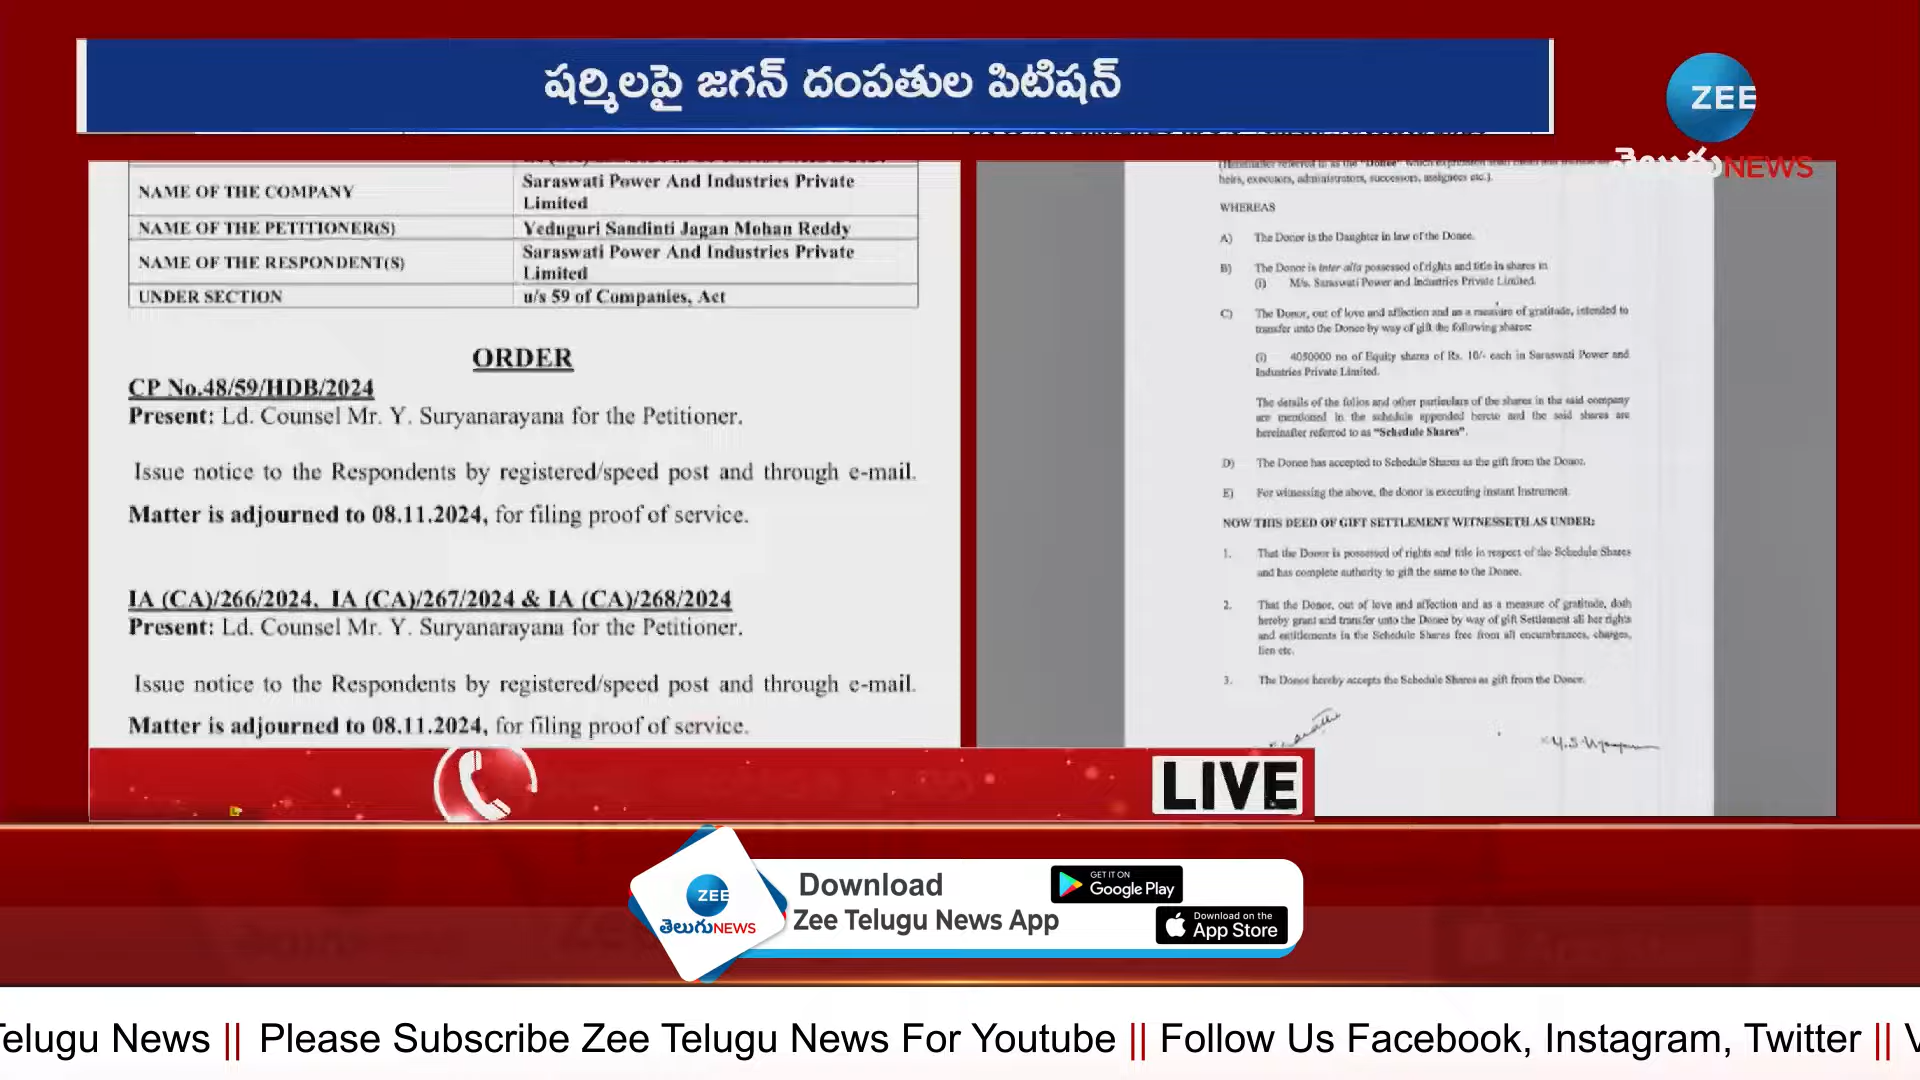 షర్మిలపై జగన్ దంపతుల పిటిషన్
ZEE
తెలుగుNEWS
NAME OF THE COMPANY
Saraswati Power And Industries Private
Limited
NAME OF THE PETITIONER(S)
Yeduguri Sandinti Jagan Mohan Reddy
NAME OF THE RESPONDENT(S)
Saraswati Power And Industries Private
Limited
UNDER SECTION
u/s 59 of Companies, Act
ORDER
CP No.48/59/HDB/2024
Present: Ld. Counsel Mr. Y. Suryanarayana for the Petitioner.
Issue notice to the Respondents by registered/speed post and through e-mail.
Matter is adjourned to 08.11.2024, for filing proof of service.
IA (CA)/266/2024, IA (CA)/267/2024 & IA (CA)/268/2024
Present: Ld. Counsel Mr. Y. Suryanarayana for the Petitioner.
Issue notice to the Respondents by registered/speed post and through e-mail.
Matter is adjourned to 08.11.2024, for filing proof of service.
heirs, executors, administrators, successors, assignees etc.).
WHEREAS
A) The Donor is the Daughter in law of the Donee.
B) The Donor is inter alia possessed of rights and title in shares in
(i) M/s. Saraswati Power and Industries Private Limited.
C) The Donor, out of love and affection and as a measure of gratitude, intended to
transfer unto the Donee by way of gift the following shares:
(i) 4050000 no of Equity shares of Rs. 10/- each in Saraswati Power and
Industries Private Limited.
The details of the folios and other particulars of the shares in the said company
are mentioned in the schedule appended hereto and the said shares are
hereinafter referred to as "Schedule Shares".
D) The Donee has accepted to Schedule Shares as the gift from the Donor.
E) For witnessing the above, the donor is executing instant Instrument.
NOW THIS DEED OF GIFT SETTLEMENT WITNESSETH AS UNDER:
1. That the Donor is possessed of rights and title in respect of the Schedule Shares
and has complete authority to gift the same to the Donee.
2. That the Donor, out of love and affection and as a measure of gratitude, doth
hereby grant and transfer unto the Donee by way of gift Settlement all her rights
and entitlements in the Schedule Shares free from all encumbrances, charges,
lien etc.
3. The Donee hereby accepts the Schedule Shares as gift from the Donor.
LIVE
ZEE
తెలుగుNEWS
Download
Zee Telugu News App
GET IT ON
Google Play
Download on the
App Store
Telugu News || Please Subscribe Zee Telugu News For Youtube || Follow Us Facebook, Instagram, Twitter ||